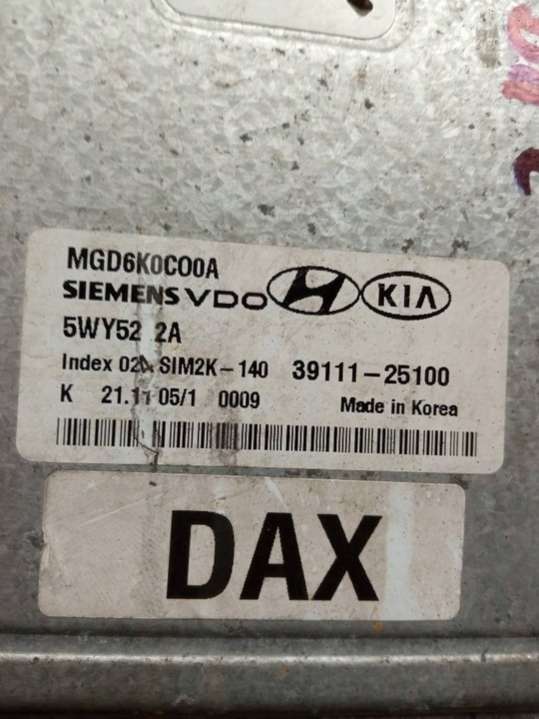 MGD6K0C00A
SIEMENS VDO KIA
5WY52 2A
Index 02 SIM2K-140 39111-25100
K 21.11 05/1 0009 Made in Korea
DAX